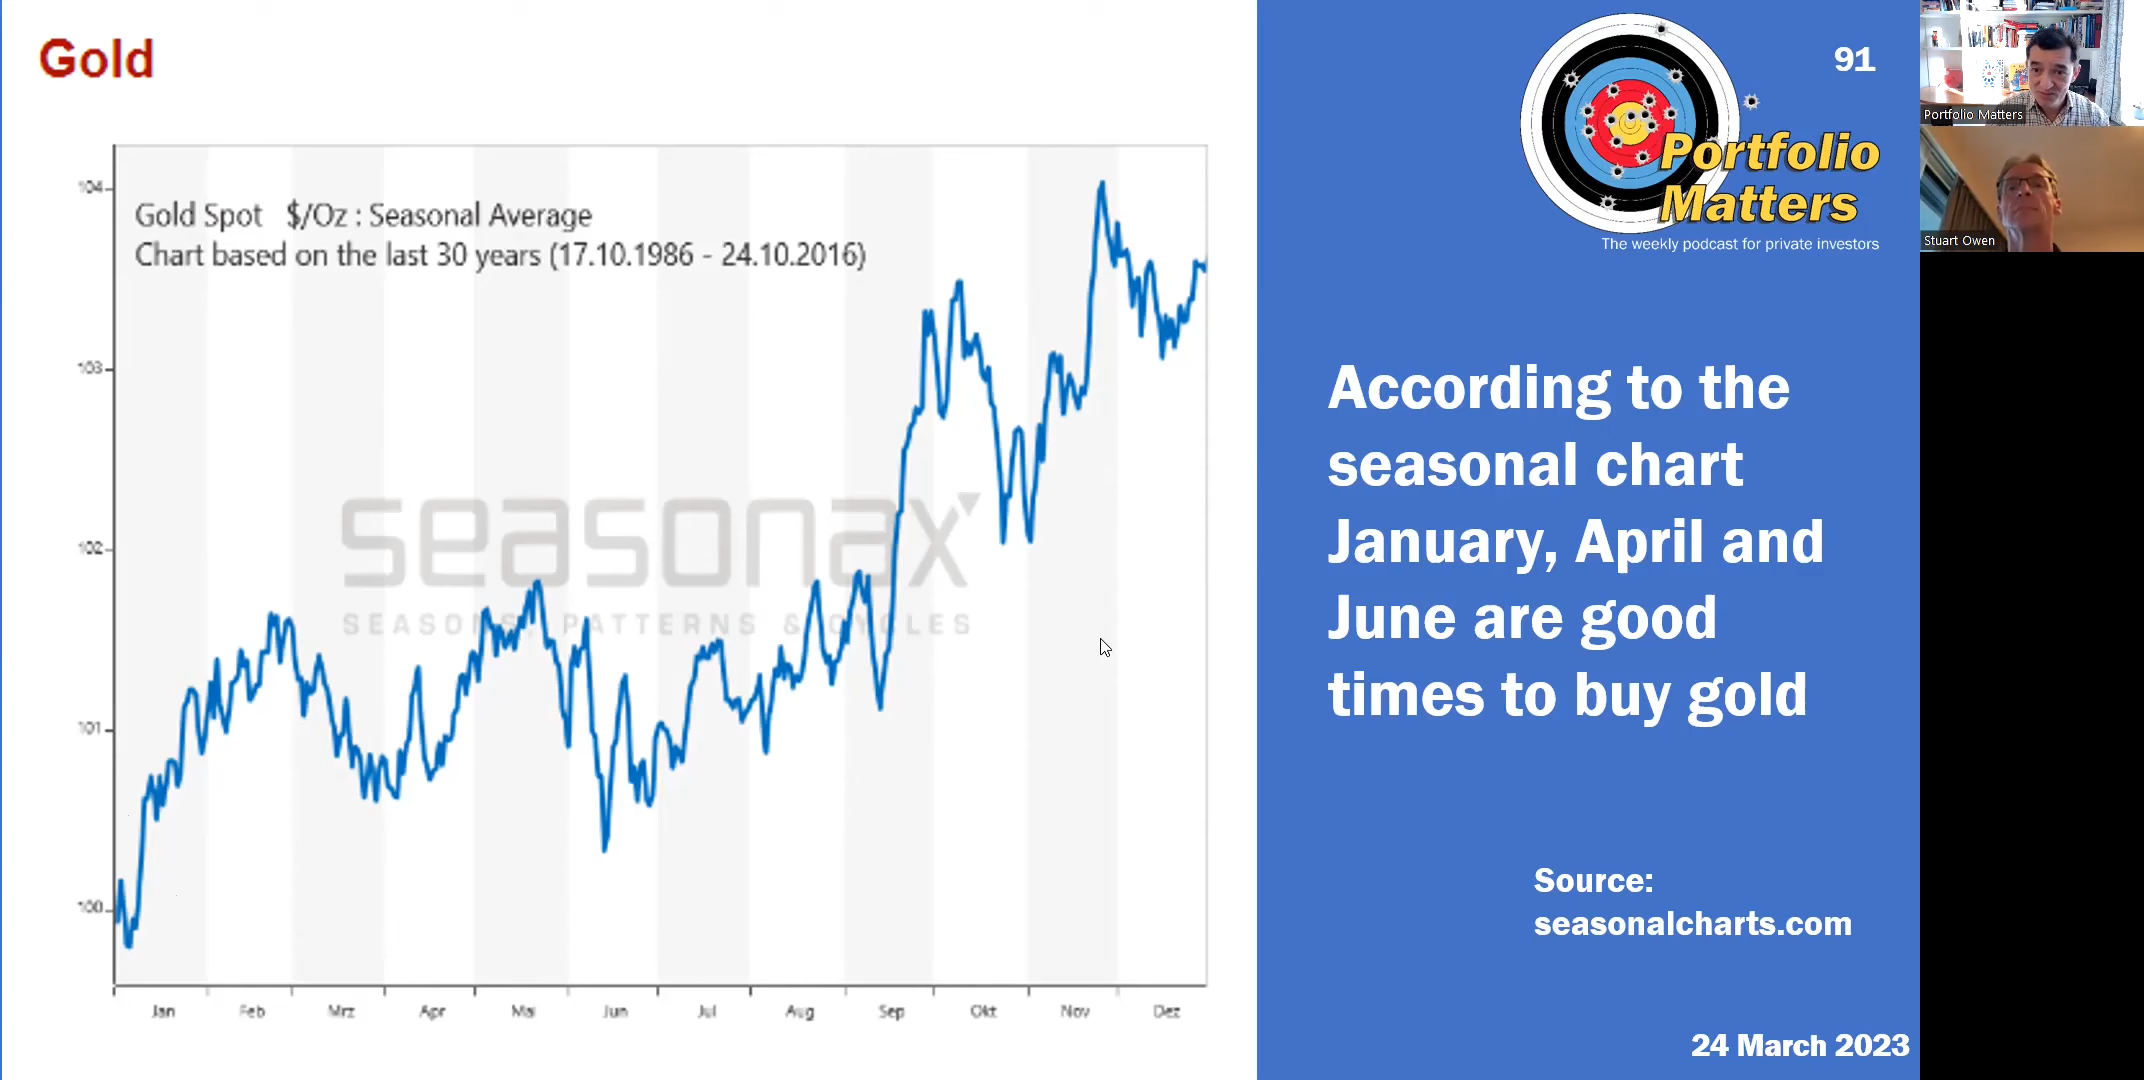 Gold
Gold Spot $/Oz : Seasonal Average
Chart based on the last 30 years (17.10.1986 - 24.10.2016)
104
103
102
101
100
seasonax
SEASONS, PATTERNS & CYCLES
Jan Feb Mrz Apr Mai Jun Jul Aug Sep Okt Nov Dez
91
Portfolio
Matters
The weekly podcast for private investors
According to the
seasonal chart
January, April and
June are good
times to buy gold
Source:
seasonalcharts.com
24 March 2023
Portfolio Matters
Stuart Owen